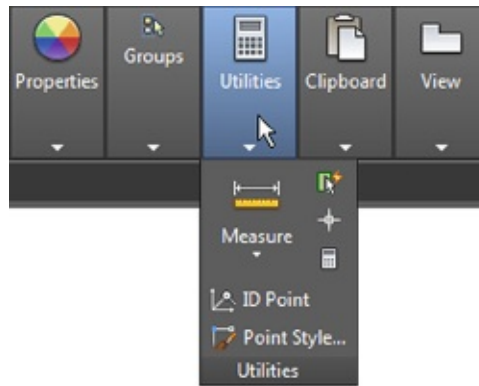 Properties
Groups
Utilities
Clipboard
View
Measure
ID Point
Point Style...
Utilities